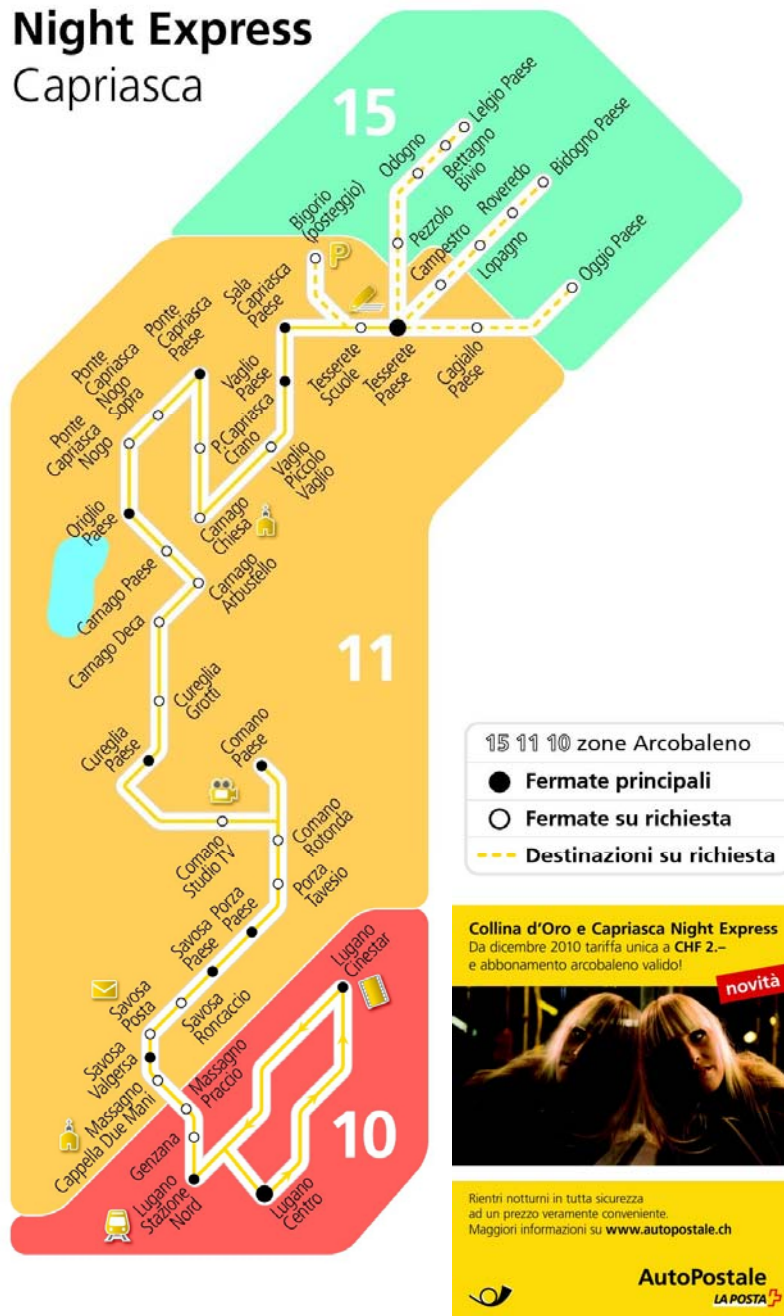 Night Express
Capriasca
15
Lelgio Paese
Bettagno
Bivio
Odogno
Pezzolo
Bidogno Paese
Roveredo
Lopagno
Campestro
Oggio Paese
Bigorio
(posteggio)
P
Sala
Capriasca
Paese
Tesserete
Scuole
Tesserete
Paese
Cagiallo
Paese
Ponte
Capriasca
Paese
Ponte
Capriasca
Nogo
Sopra
Ponte
Capriasca
Nogo
Vaglio
Paese
P.Capriasca
Crano
Vaglio
Piccolo
Vaglio
Carnago
Chiesa
Origlio
Paese
Carnago Paese
Carnago
Arbustello
Carnago Deca
11
Cureglia
Grotti
Cureglia
Paese
Comano
Paese
Comano
Studio TV
Comano
Rotonda
Porza
Tavesio
Porza
Paese
Savosa
Paese
Savosa
Roncaccio
Savosa
Posta
Savosa
Valgersa
Massagno
Cappella Due Mani
Massagno
Praccio
Genzana
Lugano
Stazione
Nord
Lugano
Centro
Lugano
Cinestar
10
15 11 10 zone Arcobaleno
Fermate principali
Fermate su richiesta
Destinazioni su richiesta
Collina d'Oro e Capriasca Night Express
Da dicembre 2010 tariffa unica a CHF 2.–
e abbonamento arcobaleno valido!
novità
Rientri notturni in tutta sicurezza
ad un prezzo veramente conveniente.
Maggiori informazioni su www.autopostale.ch
AutoPostale
LA POSTA